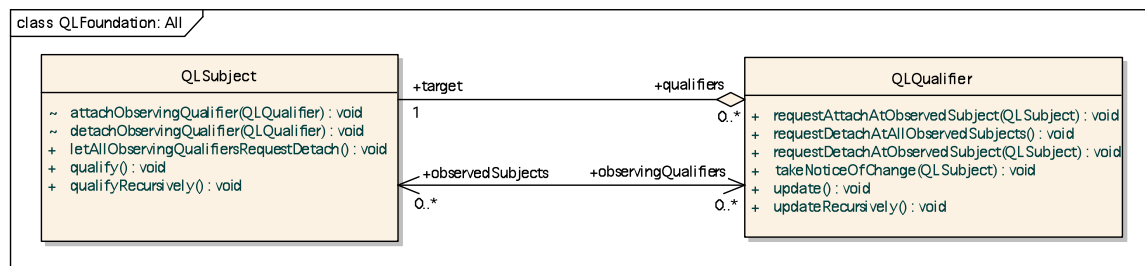 class QLFoundation: All
QLSubject
~ attachObservingQualifier(QLQualifier) : void
~ detachObservingQualifier(QLQualifier) : void
+ letAllObservingQualifiersRequestDetach() : void
+ qualify() : void
+ qualifyRecursively() : void
+target
1
+qualifiers
0..*
+observedSubjects
0..*
+observingQualifiers
0..*
QLQualifier
+ requestAttachAtObservedSubject(QLSubject) : void
+ requestDetachAtAllObservedSubjects() : void
+ requestDetachAtObservedSubject(QLSubject) : void
+ takeNoticeOfChange(QLSubject) : void
+ update() : void
+ updateRecursively() : void